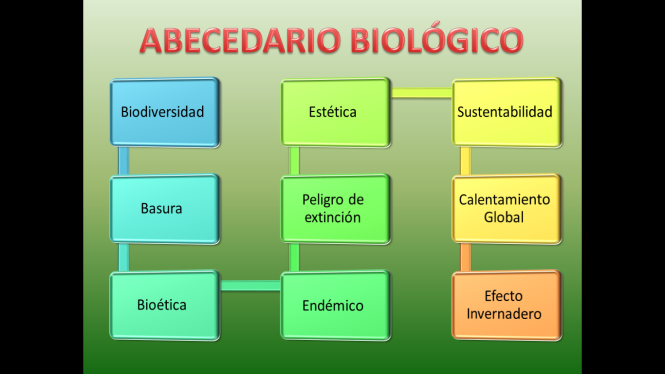 ABECEDARIO BIOLÓGICO
Biodiversidad
Basura
Bioética
Endémico
Peligro de
extinción
Estética
Sustentabilidad
Calentamiento
Global
Efecto
Invernadero